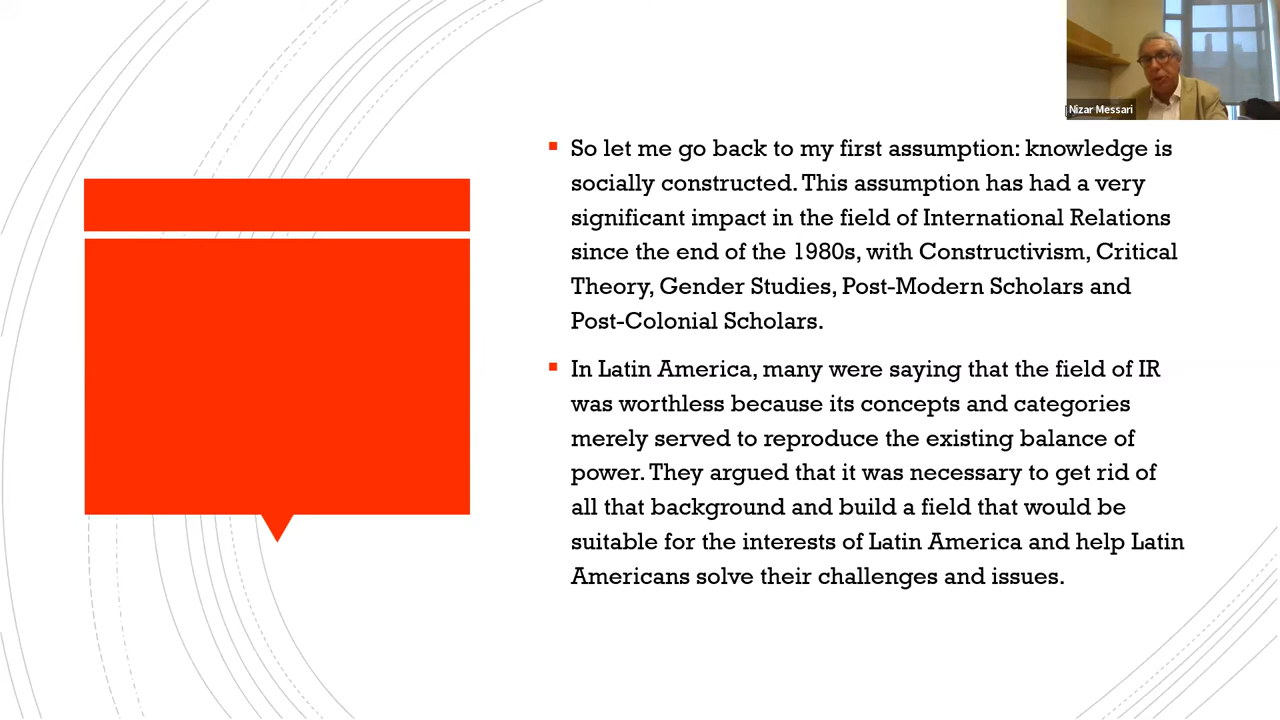 Nizar Messari
So let me go back to my first assumption: knowledge is
socially constructed. This assumption has had a very
significant impact in the field of International Relations
since the end of the 1980s, with Constructivism, Critical
Theory, Gender Studies, Post-Modern Scholars and
Post-Colonial Scholars.
In Latin America, many were saying that the field of IR
was worthless because its concepts and categories
merely served to reproduce the existing balance of
power. They argued that it was necessary to get rid of
all that background and build a field that would be
suitable for the interests of Latin America and help Latin
Americans solve their challenges and issues.